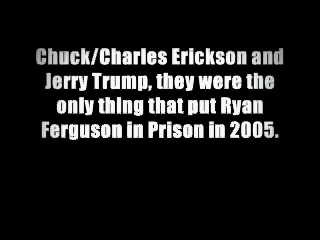 Chuck/Charles Erickson and
Jerry Trump, they were the
only thing that put Ryan
Ferguson in Prison in 2005.